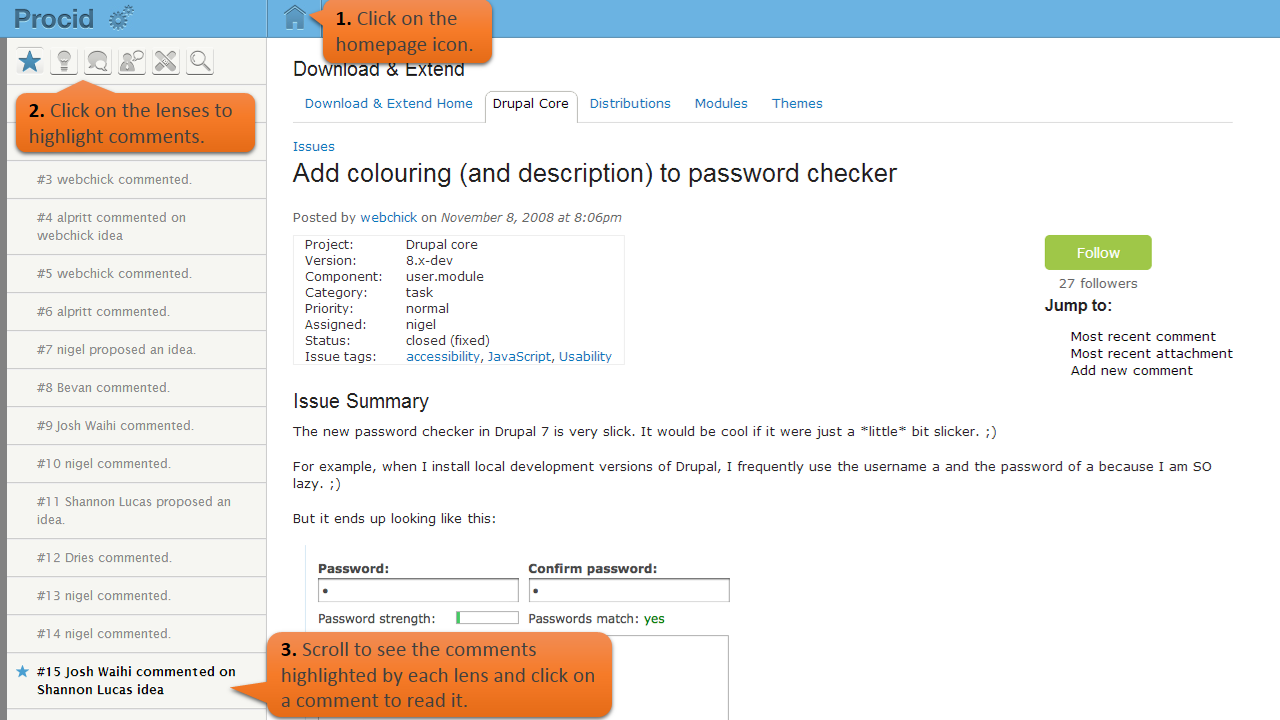 Procid
1. Click on the
homepage icon.
2. Click on the lenses to
highlight comments.
#3 webchick commented.
#4 alpritt commented on
webchick idea
#5 webchick commented.
#6 alpritt commented.
#7 nigel proposed an idea.
#8 Bevan commented.
#9 Josh Waihi commented.
#10 nigel commented.
#11 Shannon Lucas proposed an
idea.
#12 Dries commented.
#13 nigel commented.
#14 nigel commented.
#15 Josh Waihi commented on
Shannon Lucas idea
3. Scroll to see the comments
highlighted by each lens and click on
a comment to read it.
Download & Extend
Download & Extend Home Drupal Core Distributions Modules Themes
Issues
Add colouring (and description) to password checker
Posted by webchick on November 8, 2008 at 8:06pm
Project: Drupal core
Version: 8.x-dev
Component: user.module
Category: task
Priority: normal
Assigned: nigel
Status: closed (fixed)
Issue tags: accessibility, JavaScript, Usability
Follow
27 followers
Jump to:
Most recent comment
Most recent attachment
Add new comment
Issue Summary
The new password checker in Drupal 7 is very slick. It would be cool if it were just a *little* bit slicker. ;)
For example, when I install local development versions of Drupal, I frequently use the username a and the password of a because I am SO
lazy. ;)
But it ends up looking like this:
Password: Confirm password:
Password strength: Passwords match: yes